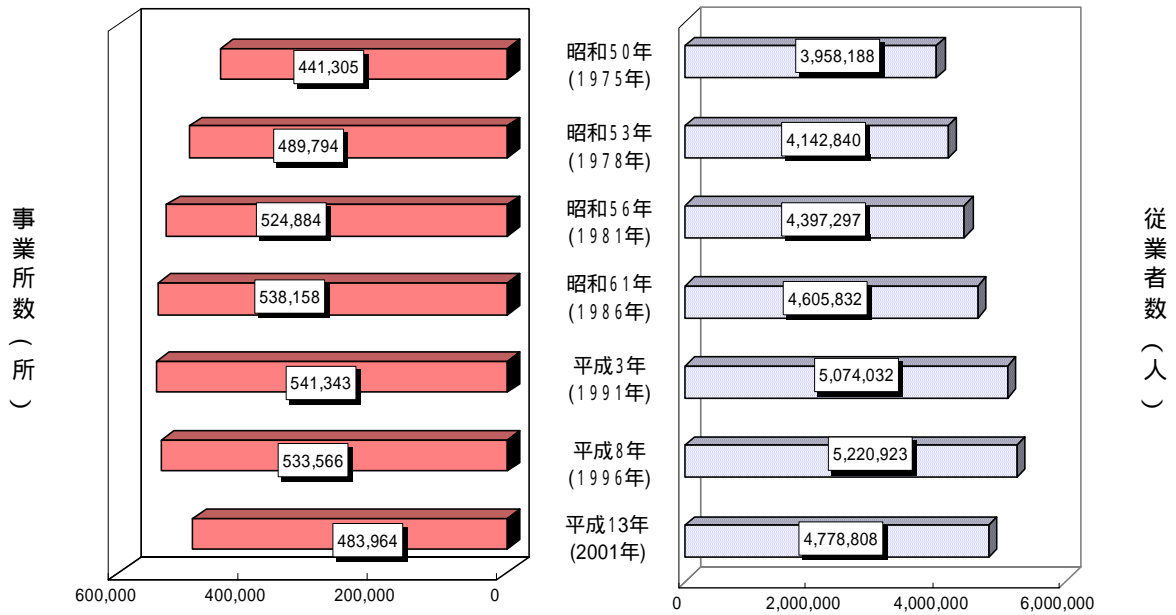 事業所数(所)
441,305
489,794
524,884
538,158
541,343
533,566
483,964
600,000
400,000
200,000
0
昭和50年
(1975年)
昭和53年
(1978年)
昭和56年
(1981年)
昭和61年
(1986年)
平成3年
(1991年)
平成8年
(1996年)
平成13年
(2001年)
3,958,188
4,142,840
4,397,297
4,605,832
5,074,032
5,220,923
4,778,808
0
2,000,000
4,000,000
6,000,000
従業者数(人)